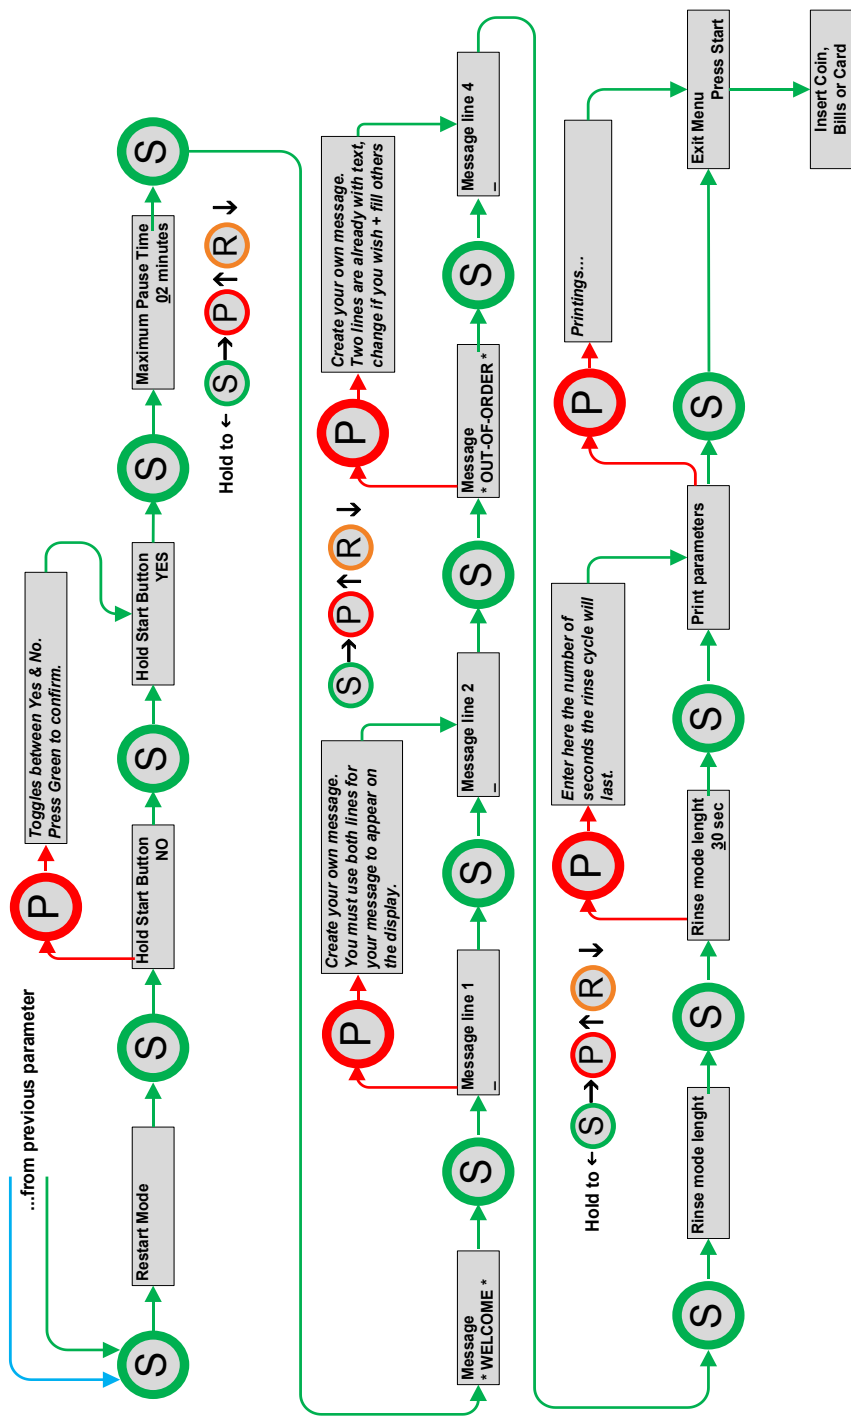 ...from previous parameter
S
Restart Mode
S
Hold Start Button
NO
P
Toggles between Yes & No.
Press Green to confirm.
S
Hold Start Button
YES
S
Maximum Pause Time
02 minutes
S
Hold to ← S → P ↑ R ↓
Message
* WELCOME *
S
Message line 1
_
P
Create your own message.
You must use both lines for
your message to appear on
the display.
S
Message line 2
_
S → P ↑ R ↓
S
Message
* OUT-OF-ORDER *
P
Create your own message.
Two lines are already with text,
change if you wish + fill others
S
Message line 4
_
S
Rinse mode lenght
S
Hold to ← S → P ↑ R ↓
Rinse mode lenght
30 sec
P
Enter here the number of
seconds the rinse cycle will
last.
S
Print parameters
P
Printings...
S
Exit Menu
Press Start
Insert Coin,
Bills or Card